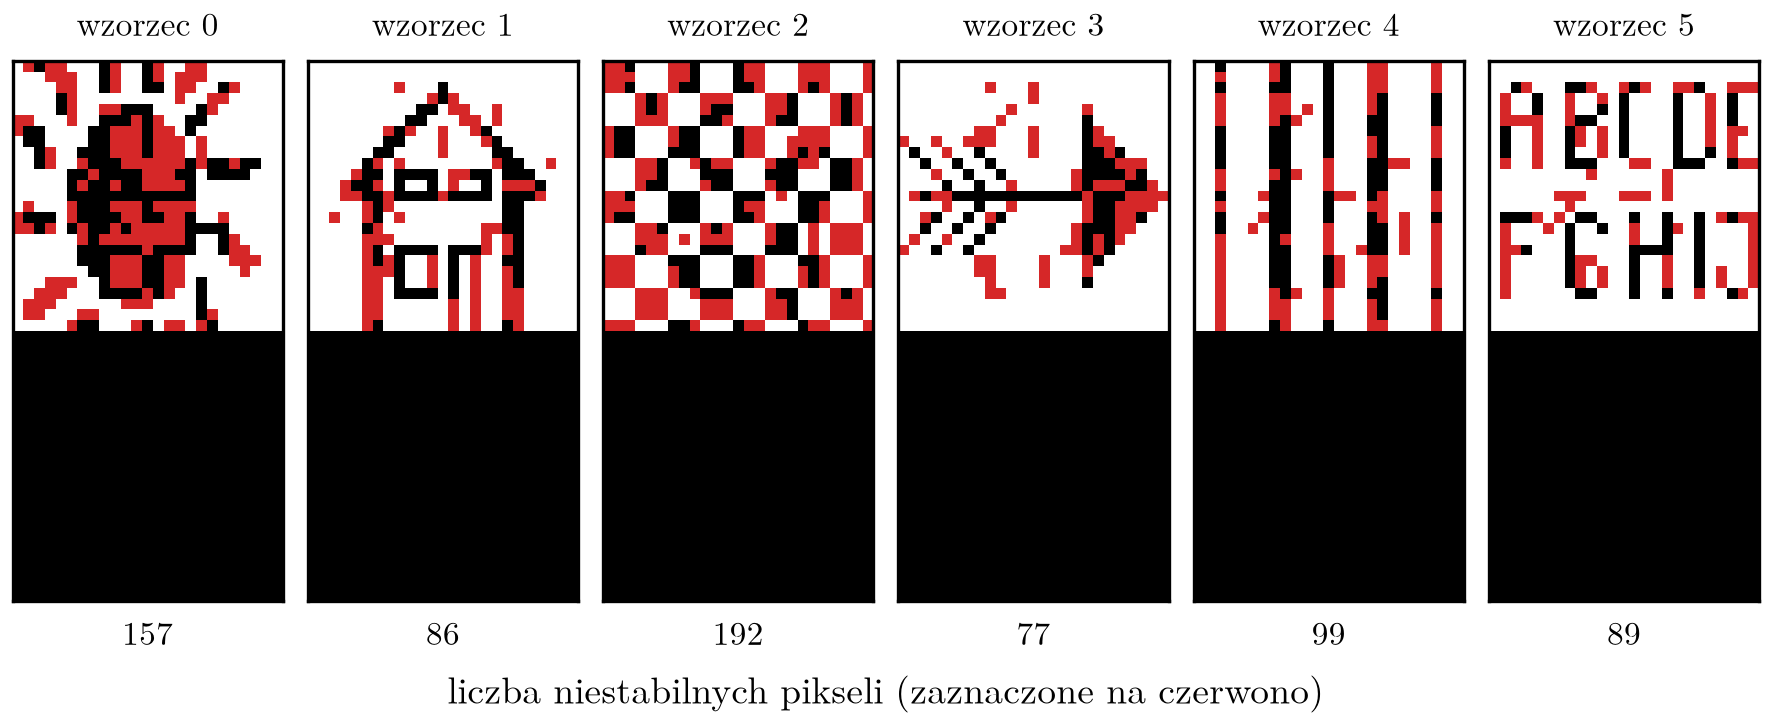 wzorzec 0 wzorzec 1 wzorzec 2 wzorzec 3 wzorzec 4 wzorzec 5
A B C D E
F G H I J
157 86 192 77 99 89
liczba niestabilnych pikseli (zaznaczone na czerwono)